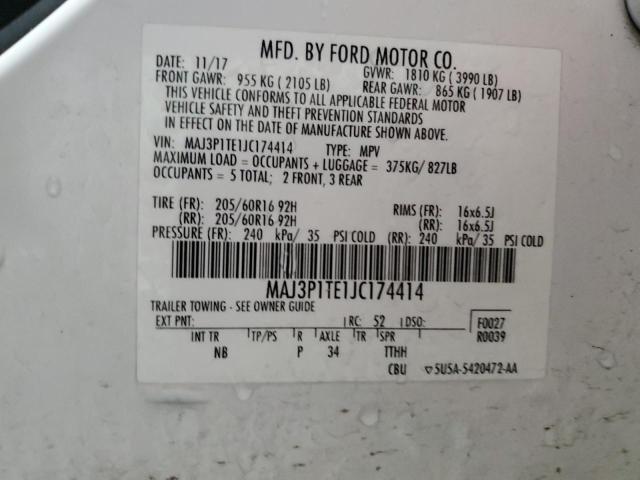 MFD. BY FORD MOTOR CO.
DATE: 11/17 GVWR: 1810 KG ( 3990 LB)
FRONT GAWR: 955 KG ( 2105 LB) REAR GAWR: 865 KG ( 1907 LB)
THIS VEHICLE CONFORMS TO ALL APPLICABLE FEDERAL MOTOR
VEHICLE SAFETY AND THEFT PREVENTION STANDARDS
IN EFFECT ON THE DATE OF MANUFACTURE SHOWN ABOVE.
VIN: MAJ3P1TE1JC174414 TYPE: MPV
MAXIMUM LOAD = OCCUPANTS + LUGGAGE = 375KG/ 827LB
OCCUPANTS = 5 TOTAL; 2 FRONT, 3 REAR
TIRE (FR): 205/60R16 92H RIMS (FR): 16x6.5J
(RR): 205/60R16 92H (RR): 16x6.5J
PRESSURE (FR): 240 kPa/ 35 PSI COLD (RR): 240 kPa/ 35 PSI COLD
MAJ3P1TE1JC174414
TRAILER TOWING - SEE OWNER GUIDE
EXT PNT: RC: 52 DSO: F0027
INT TR TP/PS R AXLE TR SPR R0039
NB P 34 TTHH
CBU ▽5U5A-5420472-AA